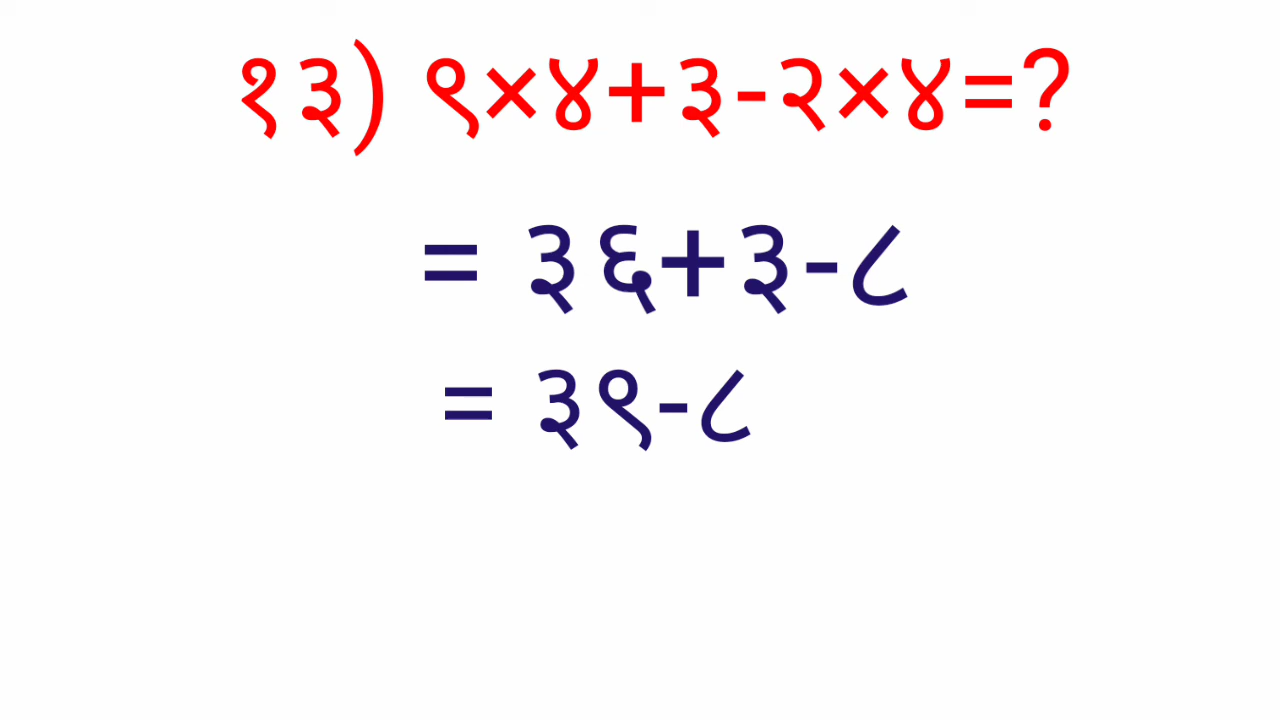 १३) ९×४+३-२×४=?
= ३६+३-८
= ३९-८